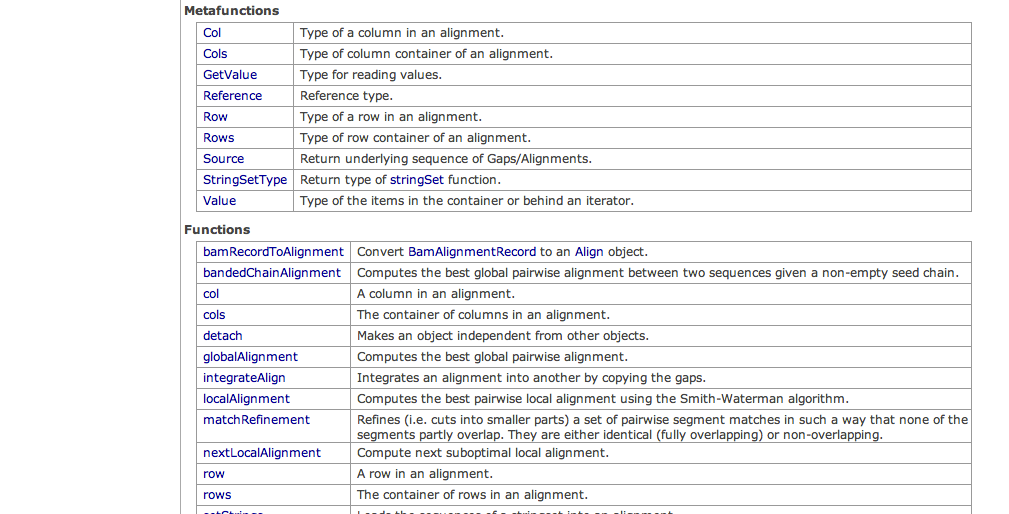 Metafunctions
Col Type of a column in an alignment.
Cols Type of column container of an alignment.
GetValue Type for reading values.
Reference Reference type.
Row Type of a row in an alignment.
Rows Type of row container of an alignment.
Source Return underlying sequence of Gaps/Alignments.
StringSetType Return type of stringSet function.
Value Type of the items in the container or behind an iterator.
Functions
bamRecordToAlignment Convert BamAlignmentRecord to an Align object.
bandedChainAlignment Computes the best global pairwise alignment between two sequences given a non-empty seed chain.
col A column in an alignment.
cols The container of columns in an alignment.
detach Makes an object independent from other objects.
globalAlignment Computes the best global pairwise alignment.
integrateAlign Integrates an alignment into another by copying the gaps.
localAlignment Computes the best pairwise local alignment using the Smith-Waterman algorithm.
matchRefinement Refines (i.e. cuts into smaller parts) a set of pairwise segment matches in such a way that none of the
segments partly overlap. They are either identical (fully overlapping) or non-overlapping.
nextLocalAlignment Compute next suboptimal local alignment.
row A row in an alignment.
rows The container of rows in an alignment.